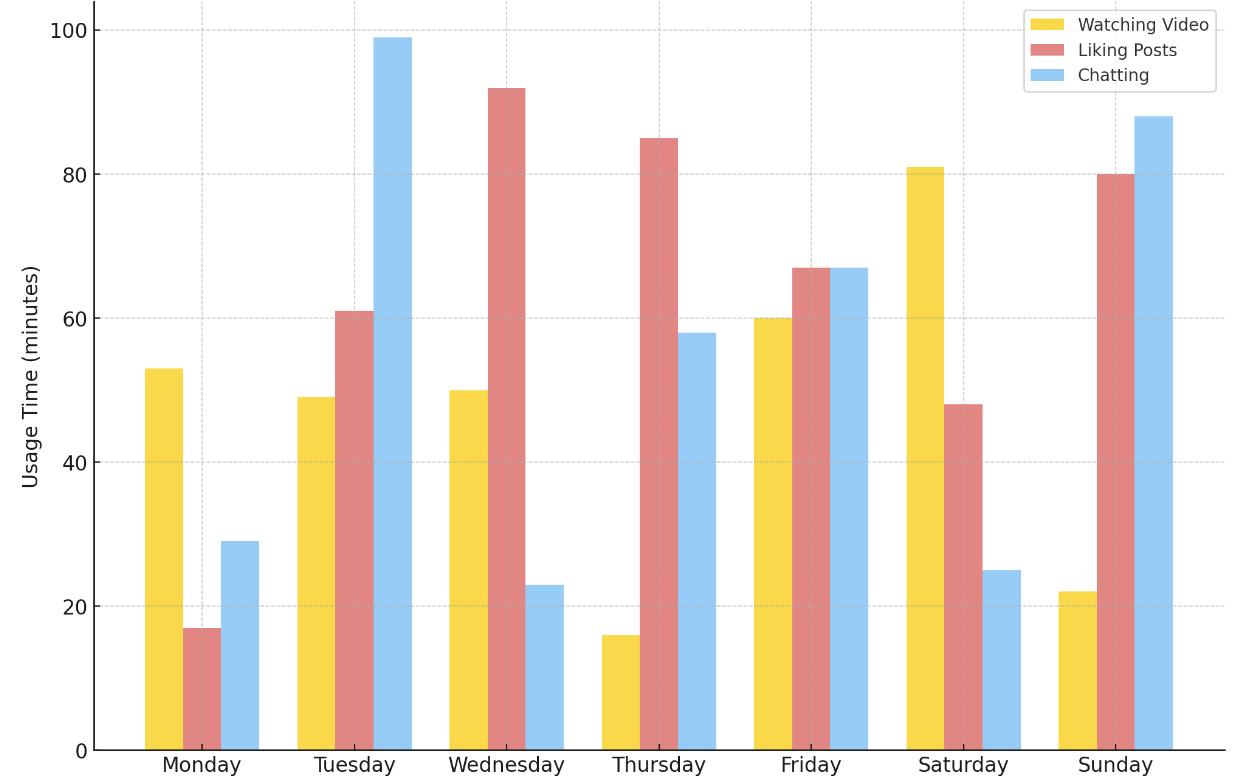 Watching Video
Liking Posts
Chatting
Usage Time (minutes)
100
80
60
40
20
0
Monday Tuesday Wednesday Thursday Friday Saturday Sunday